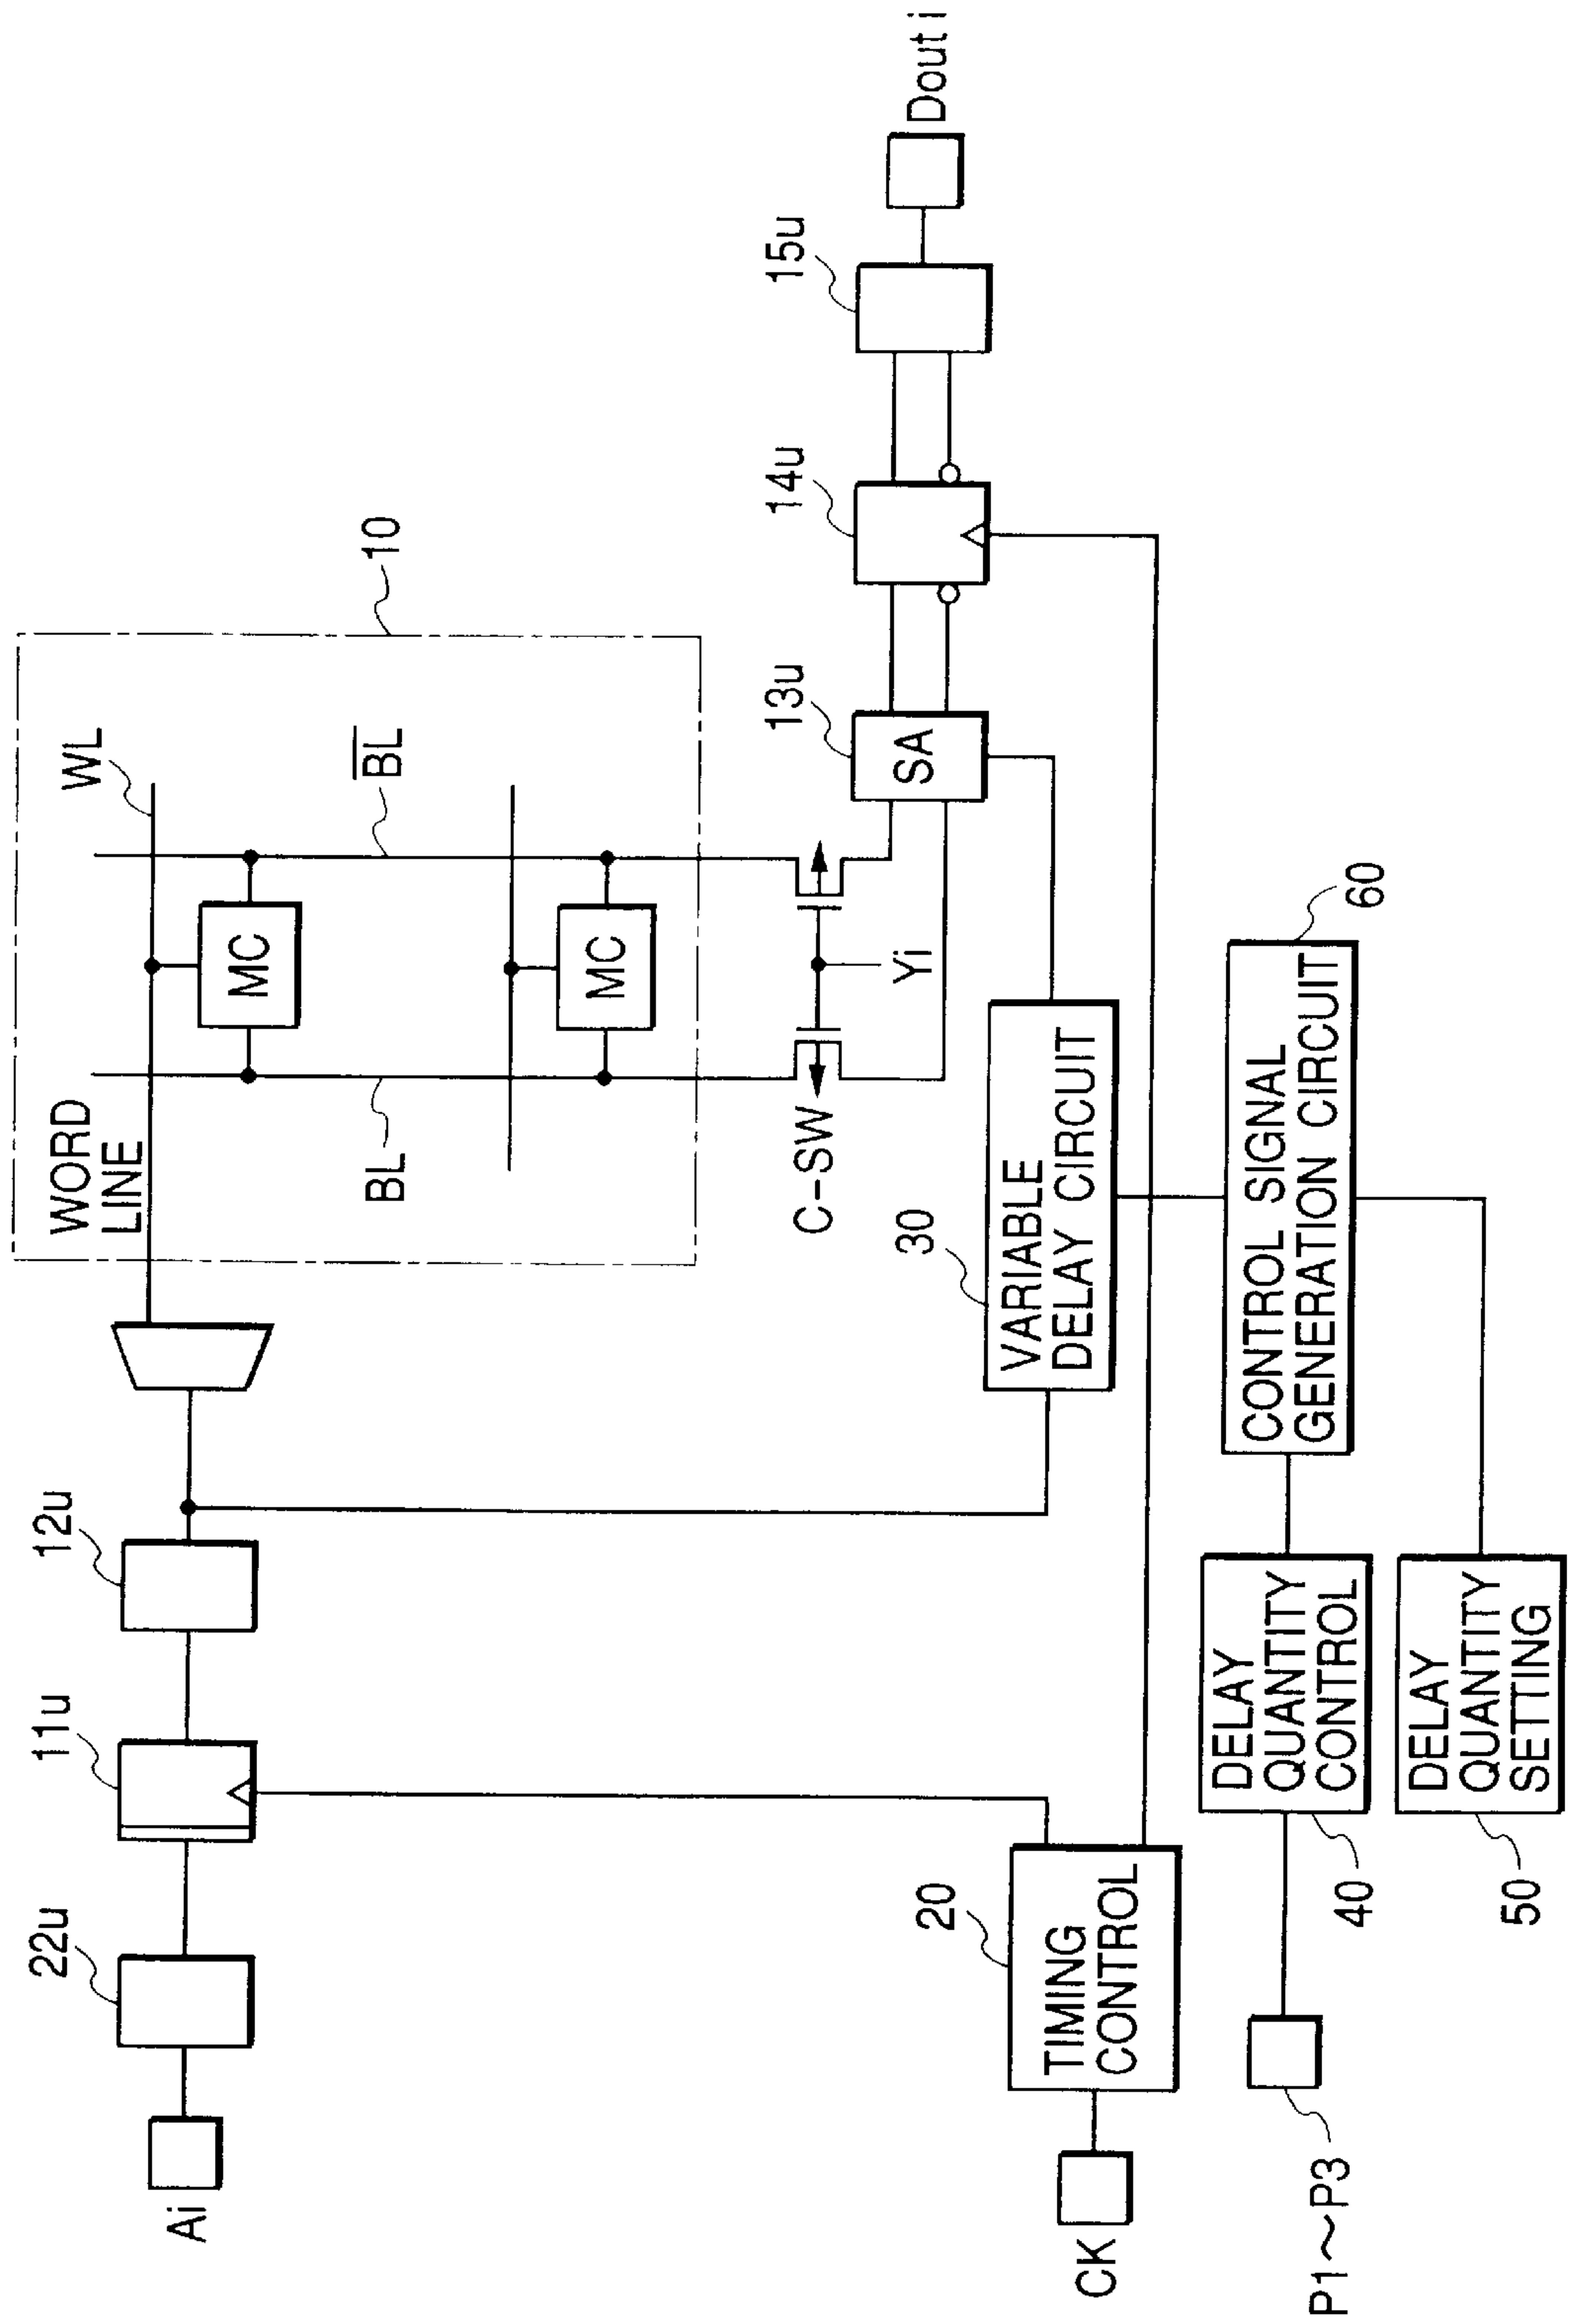 Ai
22u
11u
12u
WORD
LINE
WL
MC
BL
BL
MC
10
C-SW
Yi
13u
SA
14u
15u
Dout i
CK
20
TIMING
CONTROL
30
VARIABLE
DELAY CIRCUIT
P1～P3
40
DELAY
QUANTITY
CONTROL
60
CONTROL SIGNAL
GENERATION CIRCUIT
50
DELAY
QUANTITY
SETTING